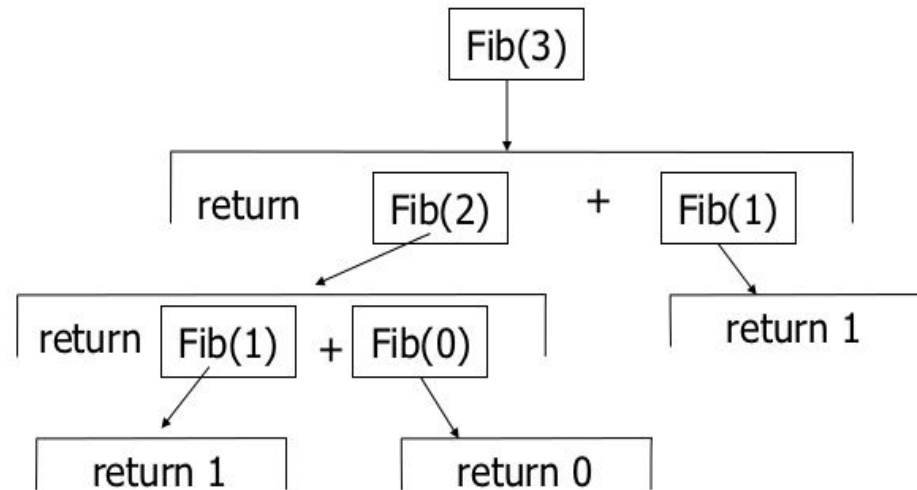 Fib(3)
return Fib(2) + Fib(1)
return Fib(1) + Fib(0) return 1
return 1 return 0